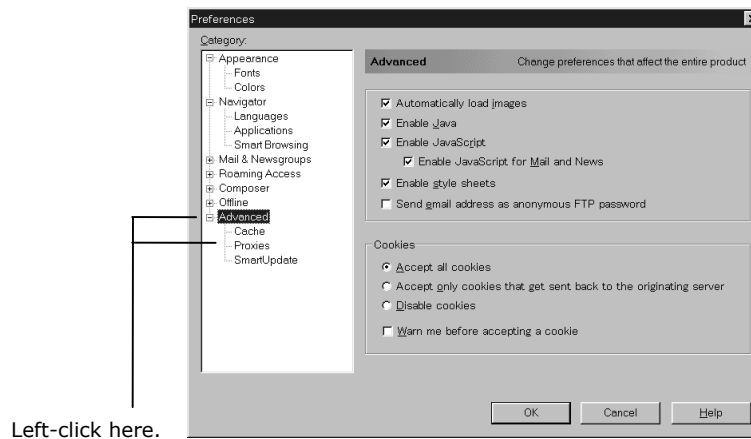 Preferences
Category:
Appearance
Fonts
Colors
Navigator
Languages
Applications
Smart Browsing
Mail & Newsgroups
Roaming Access
Composer
Offline
Advanced
Cache
Proxies
SmartUpdate
Advanced Change preferences that affect the entire product
Automatically load images
Enable Java
Enable JavaScript
Enable JavaScript for Mail and News
Enable style sheets
Send email address as anonymous FTP password
Cookies
Accept all cookies
Accept only cookies that get sent back to the originating server
Disable cookies
Warn me before accepting a cookie
OK Cancel Help
Left-click here.